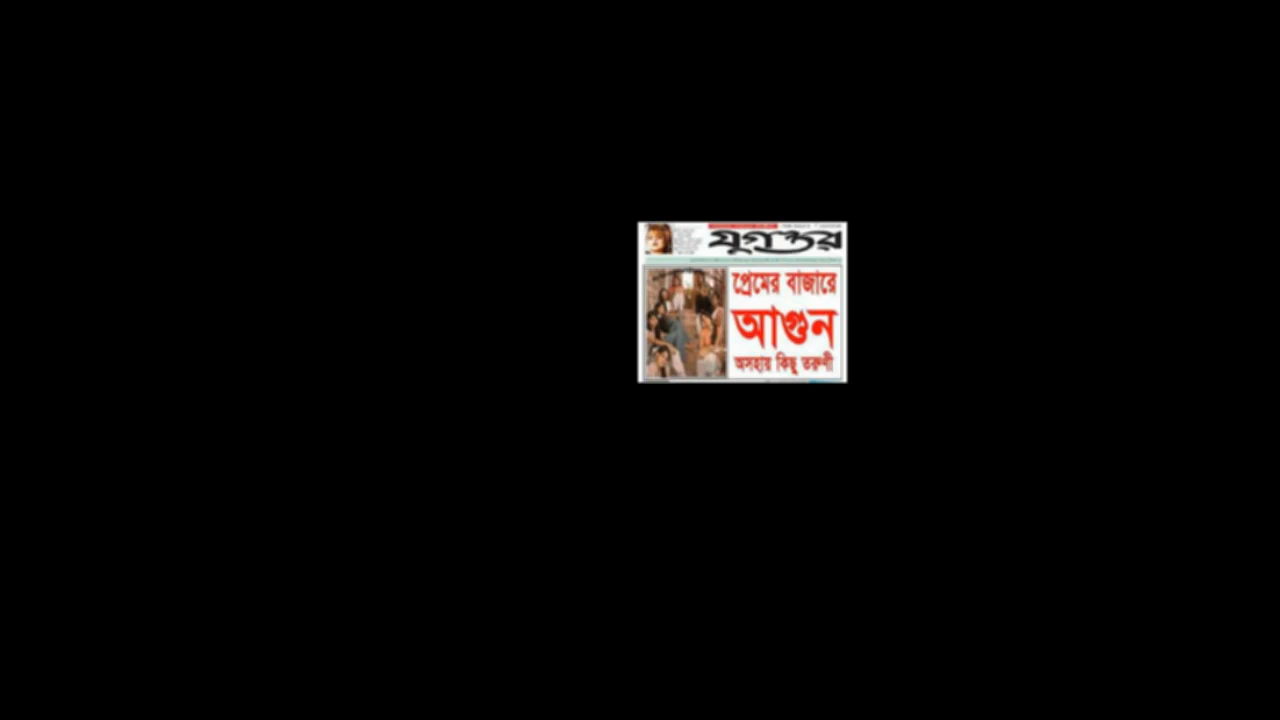 যুগান্তর
প্রেমের বাজারে
আগুন
অসহায় কিছু তরুণী